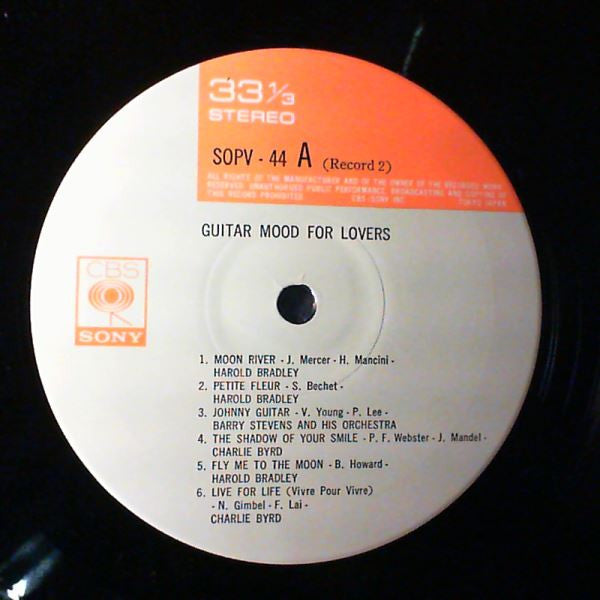 33 1/3
STEREO
SOPV - 44 A (Record 2)
ALL RIGHTS OF THE MANUFACTURER AND OF THE OWNER OF THE RECORDED WORK
RESERVED. UNAUTHORIZED PUBLIC PERFORMANCE, BROADCASTING AND COPYING OF
THIS RECORD PROHIBITED CBS-SONY INC. TOKYO JAPAN
GUITAR MOOD FOR LOVERS
CBS
SONY
1. MOON RIVER - J. Mercer - H. Mancini -
HAROLD BRADLEY
2. PETITE FLEUR - S. Bechet -
HAROLD BRADLEY
3. JOHNNY GUITAR - V. Young - P. Lee -
BARRY STEVENS AND HIS ORCHESTRA
4. THE SHADOW OF YOUR SMILE - P. F. Webster - J. Mandel -
CHARLIE BYRD
5. FLY ME TO THE MOON - B. Howard -
HAROLD BRADLEY
6. LIVE FOR LIFE (Vivre Pour Vivre)
- N. Gimbel - F. Lai -
CHARLIE BYRD